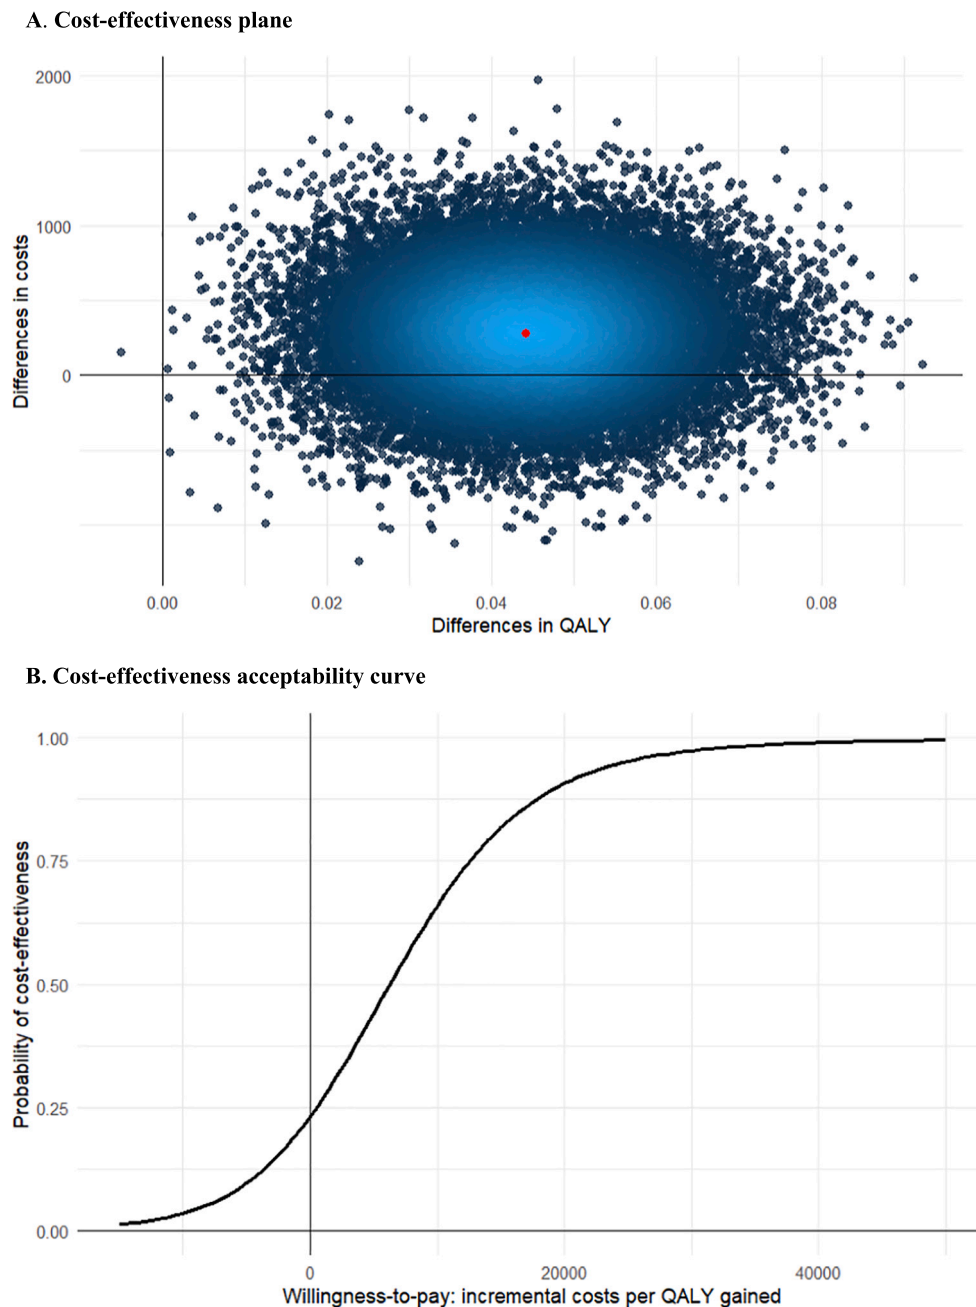 A. Cost-effectiveness plane
2000
1000
0
Differences in costs
0.00 0.02 0.04 0.06 0.08
Differences in QALY
B. Cost-effectiveness acceptability curve
1.00
0.75
0.50
0.25
0.00
Probability of cost-effectiveness
0 20000 40000
Willingness-to-pay: incremental costs per QALY gained